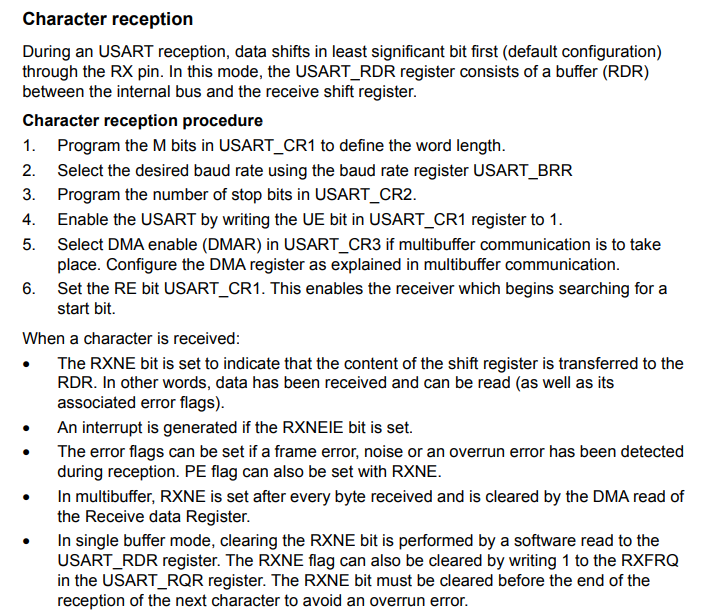 Character reception
During an USART reception, data shifts in least significant bit first (default configuration)
through the RX pin. In this mode, the USART_RDR register consists of a buffer (RDR)
between the internal bus and the receive shift register.
Character reception procedure
1. Program the M bits in USART_CR1 to define the word length.
2. Select the desired baud rate using the baud rate register USART_BRR
3. Program the number of stop bits in USART_CR2.
4. Enable the USART by writing the UE bit in USART_CR1 register to 1.
5. Select DMA enable (DMAR) in USART_CR3 if multibuffer communication is to take
place. Configure the DMA register as explained in multibuffer communication.
6. Set the RE bit USART_CR1. This enables the receiver which begins searching for a
start bit.
When a character is received:
• The RXNE bit is set to indicate that the content of the shift register is transferred to the
RDR. In other words, data has been received and can be read (as well as its
associated error flags).
• An interrupt is generated if the RXNEIE bit is set.
• The error flags can be set if a frame error, noise or an overrun error has been detected
during reception. PE flag can also be set with RXNE.
• In multibuffer, RXNE is set after every byte received and is cleared by the DMA read of
the Receive data Register.
• In single buffer mode, clearing the RXNE bit is performed by a software read to the
USART_RDR register. The RXNE flag can also be cleared by writing 1 to the RXFRQ
in the USART_RQR register. The RXNE bit must be cleared before the end of the
reception of the next character to avoid an overrun error.